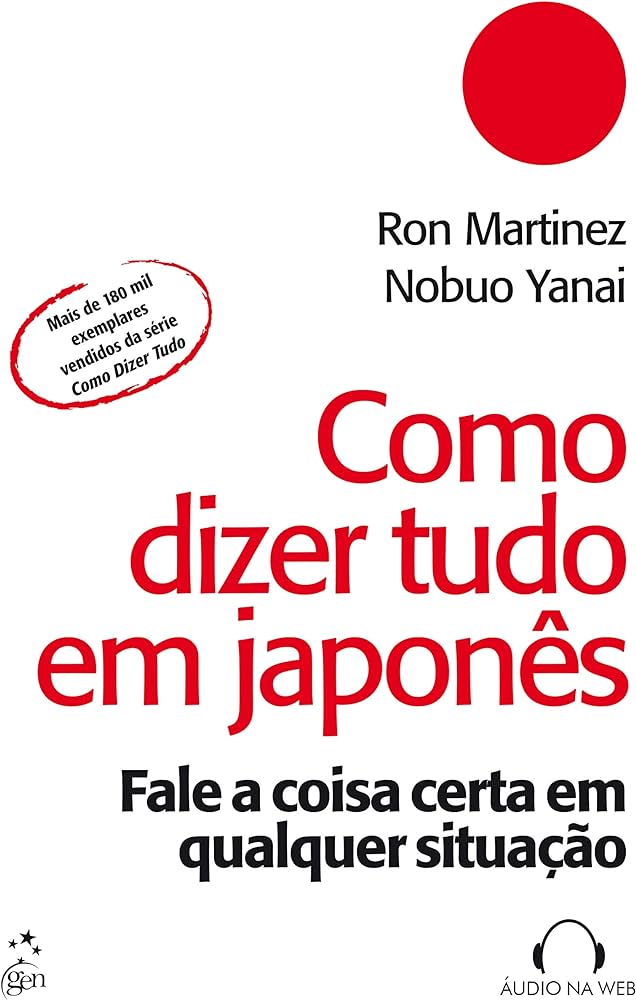 Ron Martinez
Nobuo Yanai
Mais de 180 mil
exemplares
vendidos da série
Como Dizer Tudo
Como
dizer tudo
em japonês
Fale a coisa certa em
qualquer situação
gen
ÁUDIO NA WEB